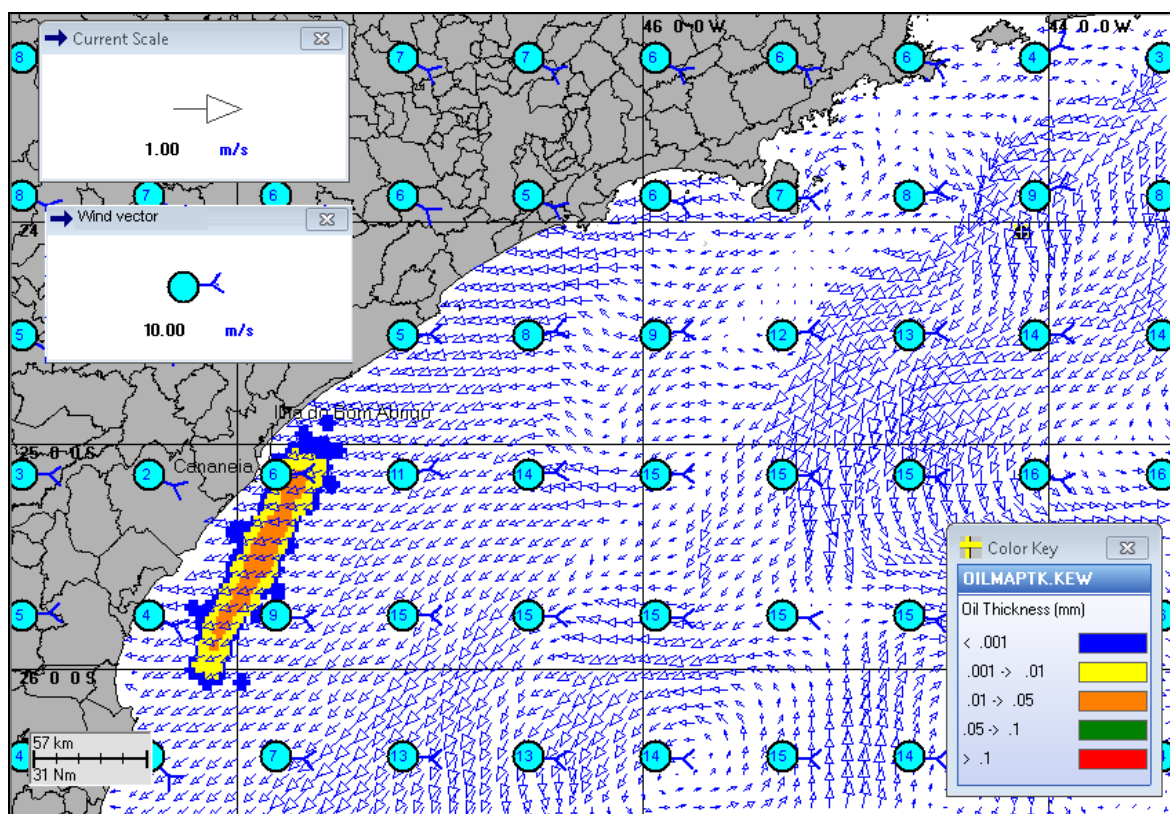 46 0 0 W
44 0 0 W
Current Scale
1.00 m/s
8 7 7 6 6 6 4 3
8 7 6 6 5 6 7 8 9 8
Wind vector
24
10.00 m/s
5 5 8 9 12 13 14 14
Ilha do Bom Abrigo
25 0 0 S
Cananeia
3 2 6 11 14 15 15 15 16 16
5 4 9 15 15 15 15 15
26 0 0 S
57 km
31 Nm
4 7 13 13 14 15 14
Color Key
OILMAPTK.KEW
Oil Thickness (mm)
< .001
.001 -> .01
.01 -> .05
.05 -> .1
> .1